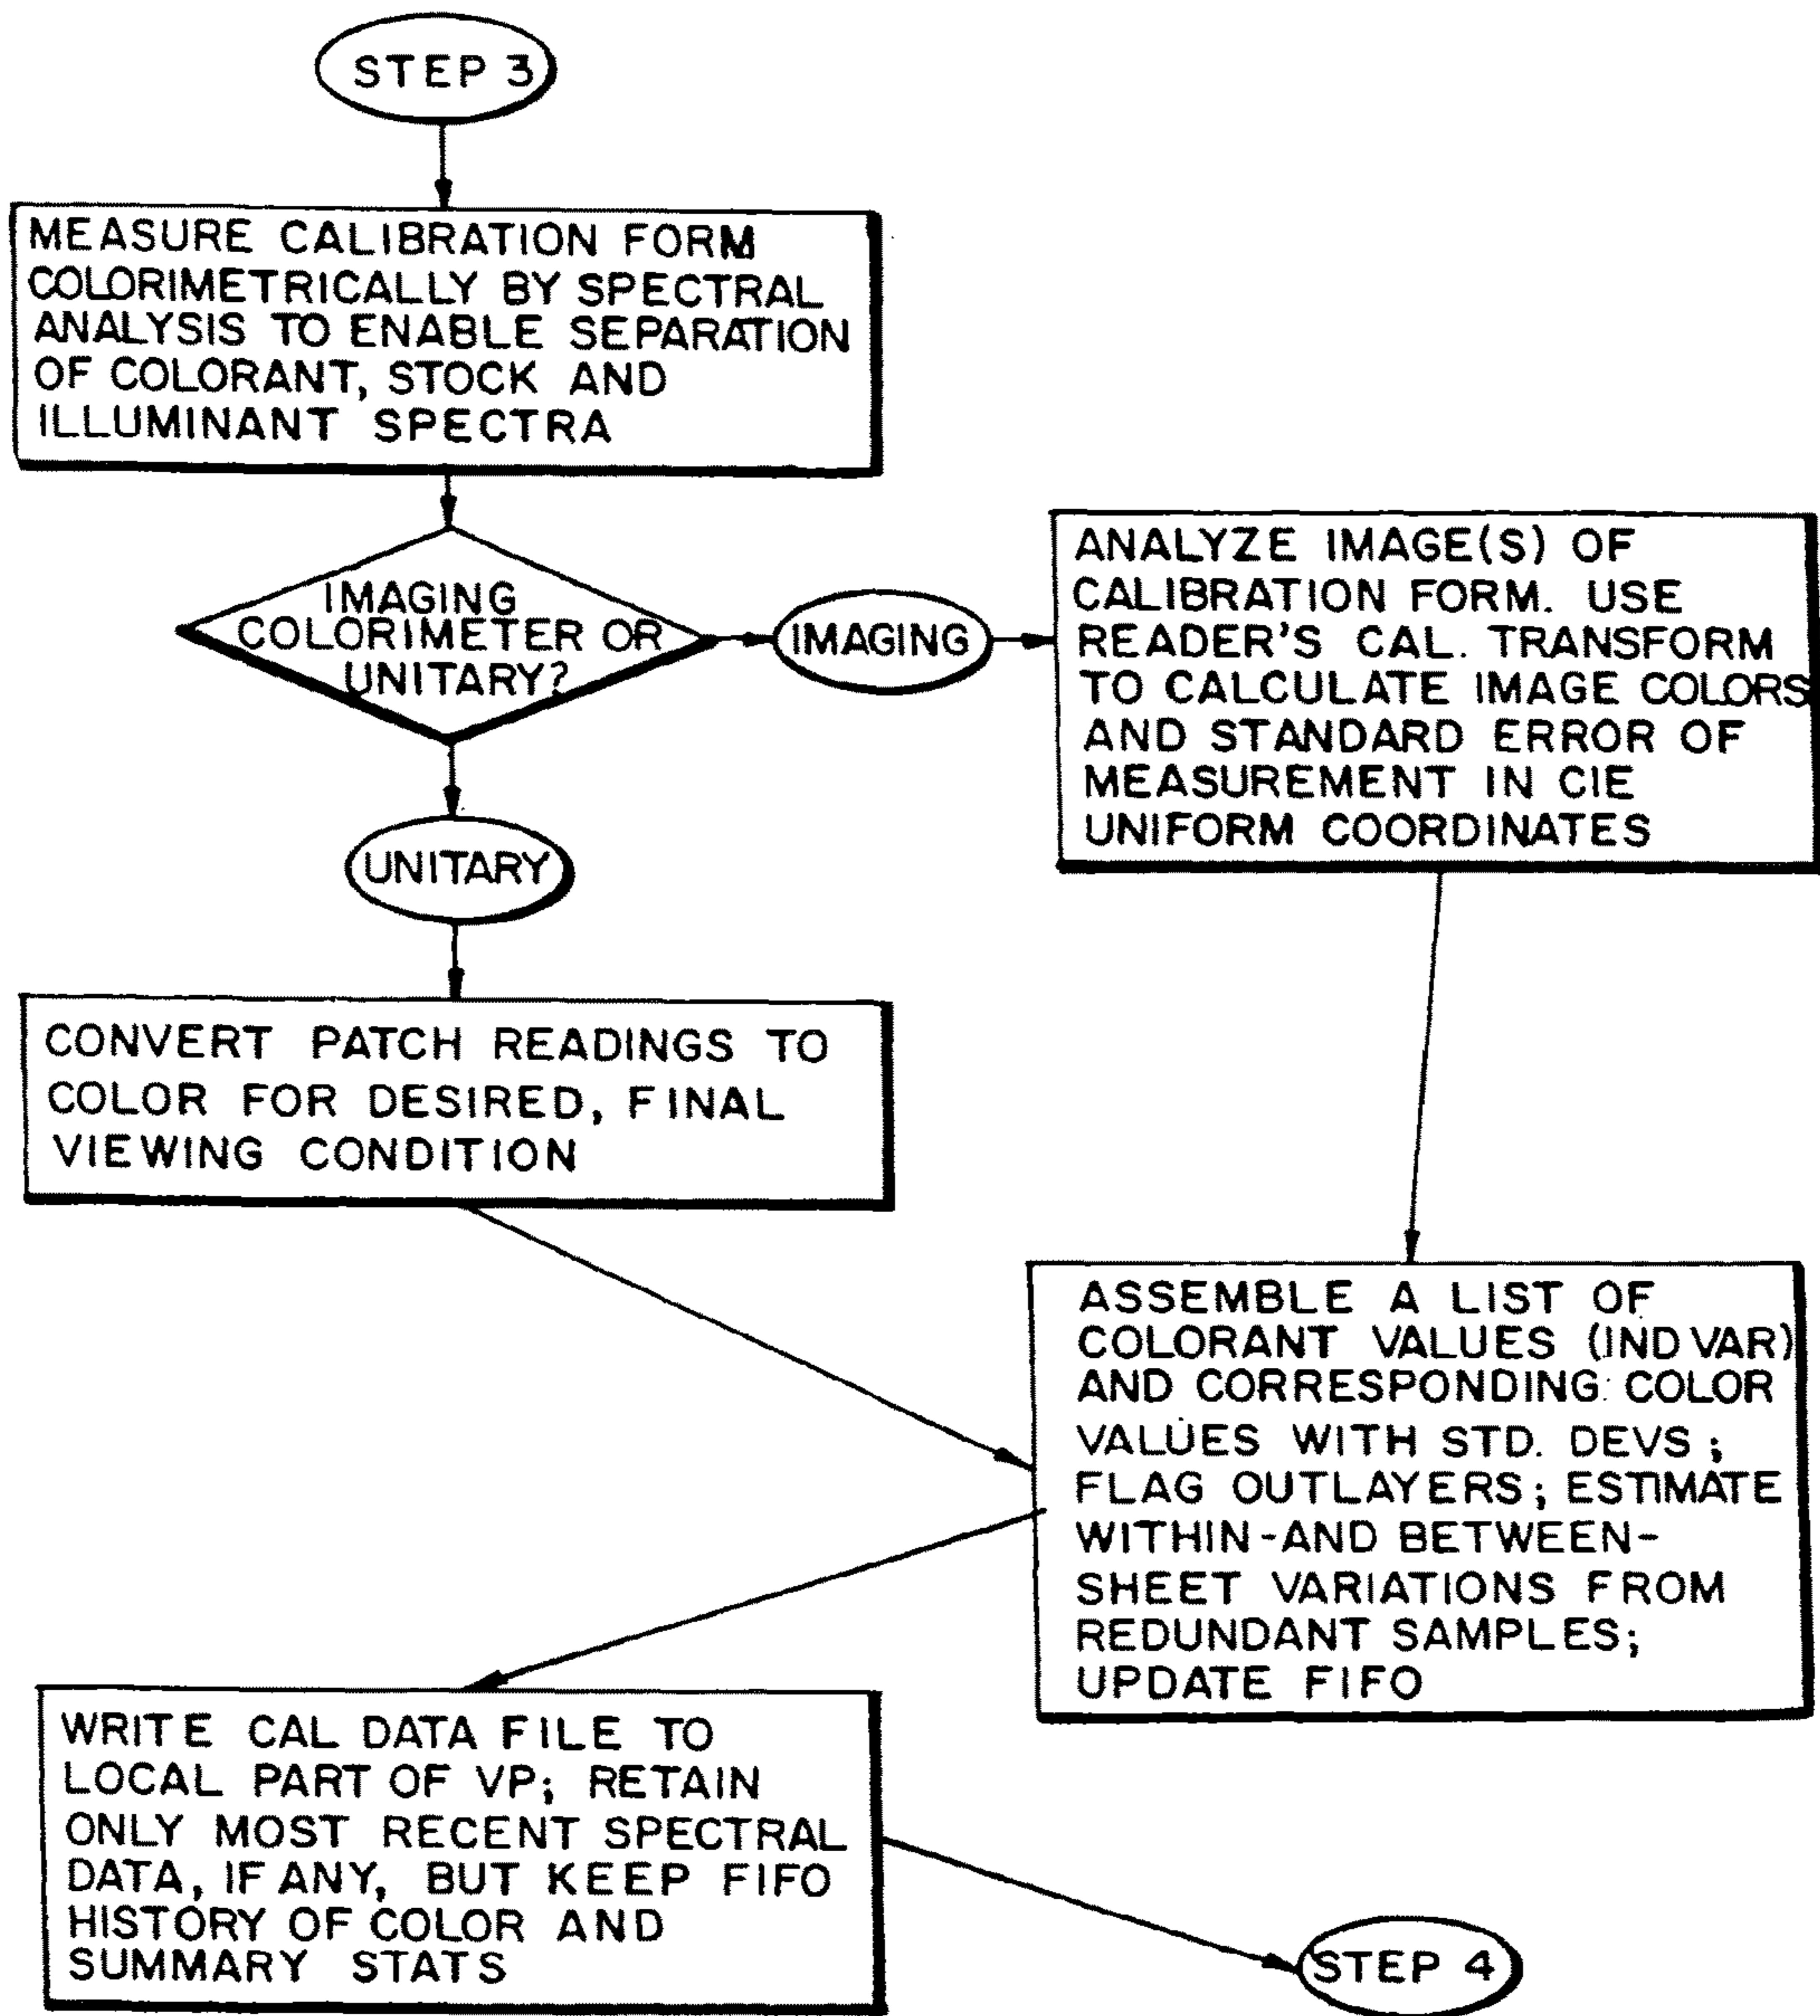 STEP 3
MEASURE CALIBRATION FORM
COLORIMETRICALLY BY SPECTRAL
ANALYSIS TO ENABLE SEPARATION
OF COLORANT, STOCK AND
ILLUMINANT SPECTRA
IMAGING
COLORIMETER OR
UNITARY?
IMAGING
ANALYZE IMAGE(S) OF
CALIBRATION FORM. USE
READER'S CAL. TRANSFORM
TO CALCULATE IMAGE COLORS
AND STANDARD ERROR OF
MEASUREMENT IN CIE
UNIFORM COORDINATES
UNITARY
CONVERT PATCH READINGS TO
COLOR FOR DESIRED, FINAL
VIEWING CONDITION
ASSEMBLE A LIST OF
COLORANT VALUES (IND VAR)
AND CORRESPONDING COLOR
VALUES WITH STD. DEVS;
FLAG OUTLAYERS; ESTIMATE
WITHIN-AND BETWEEN-
SHEET VARIATIONS FROM
REDUNDANT SAMPLES;
UPDATE FIFO
WRITE CAL DATA FILE TO
LOCAL PART OF VP; RETAIN
ONLY MOST RECENT SPECTRAL
DATA, IF ANY, BUT KEEP FIFO
HISTORY OF COLOR AND
SUMMARY STATS
STEP 4